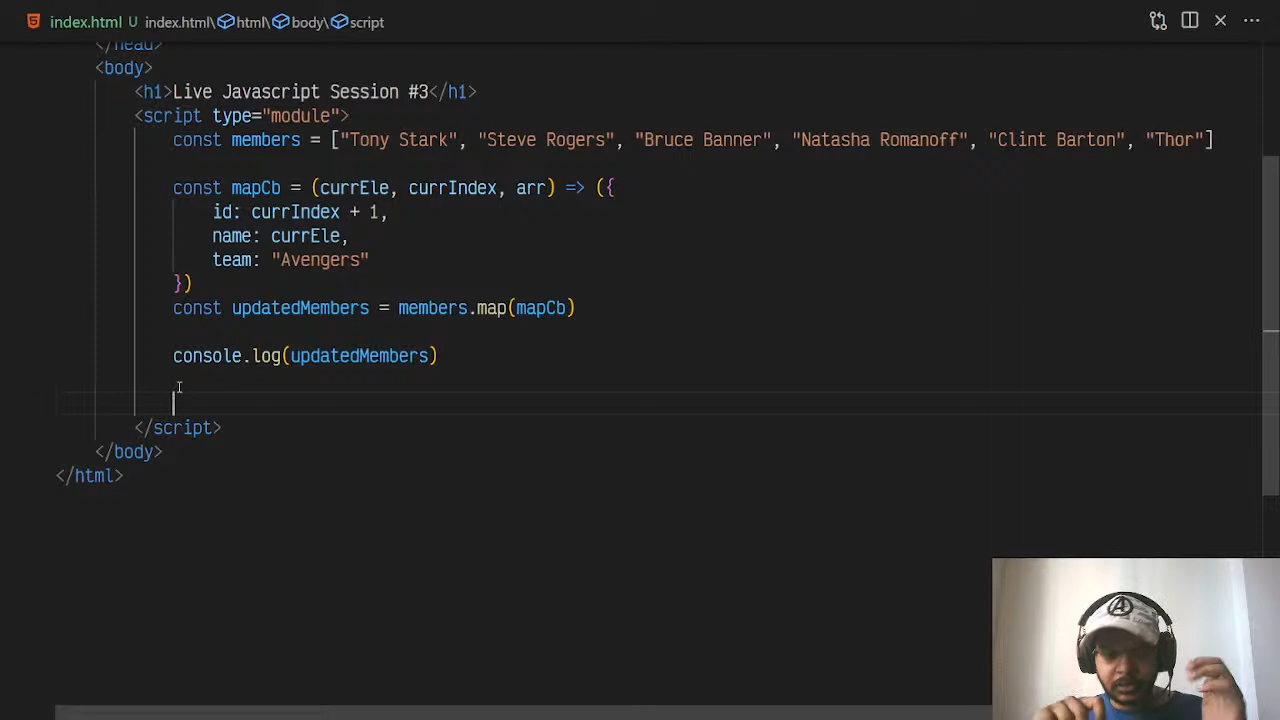 index.html U index.html\html\body\script
</head>
<body>
<h1>Live Javascript Session #3</h1>
<script type="module">
const members = ["Tony Stark", "Steve Rogers", "Bruce Banner", "Natasha Romanoff", "Clint Barton", "Thor"]
const mapCb = (currEle, currIndex, arr) => ({
id: currIndex + 1,
name: currEle,
team: "Avengers"
})
const updatedMembers = members.map(mapCb)
console.log(updatedMembers)
</script>
</body>
</html>